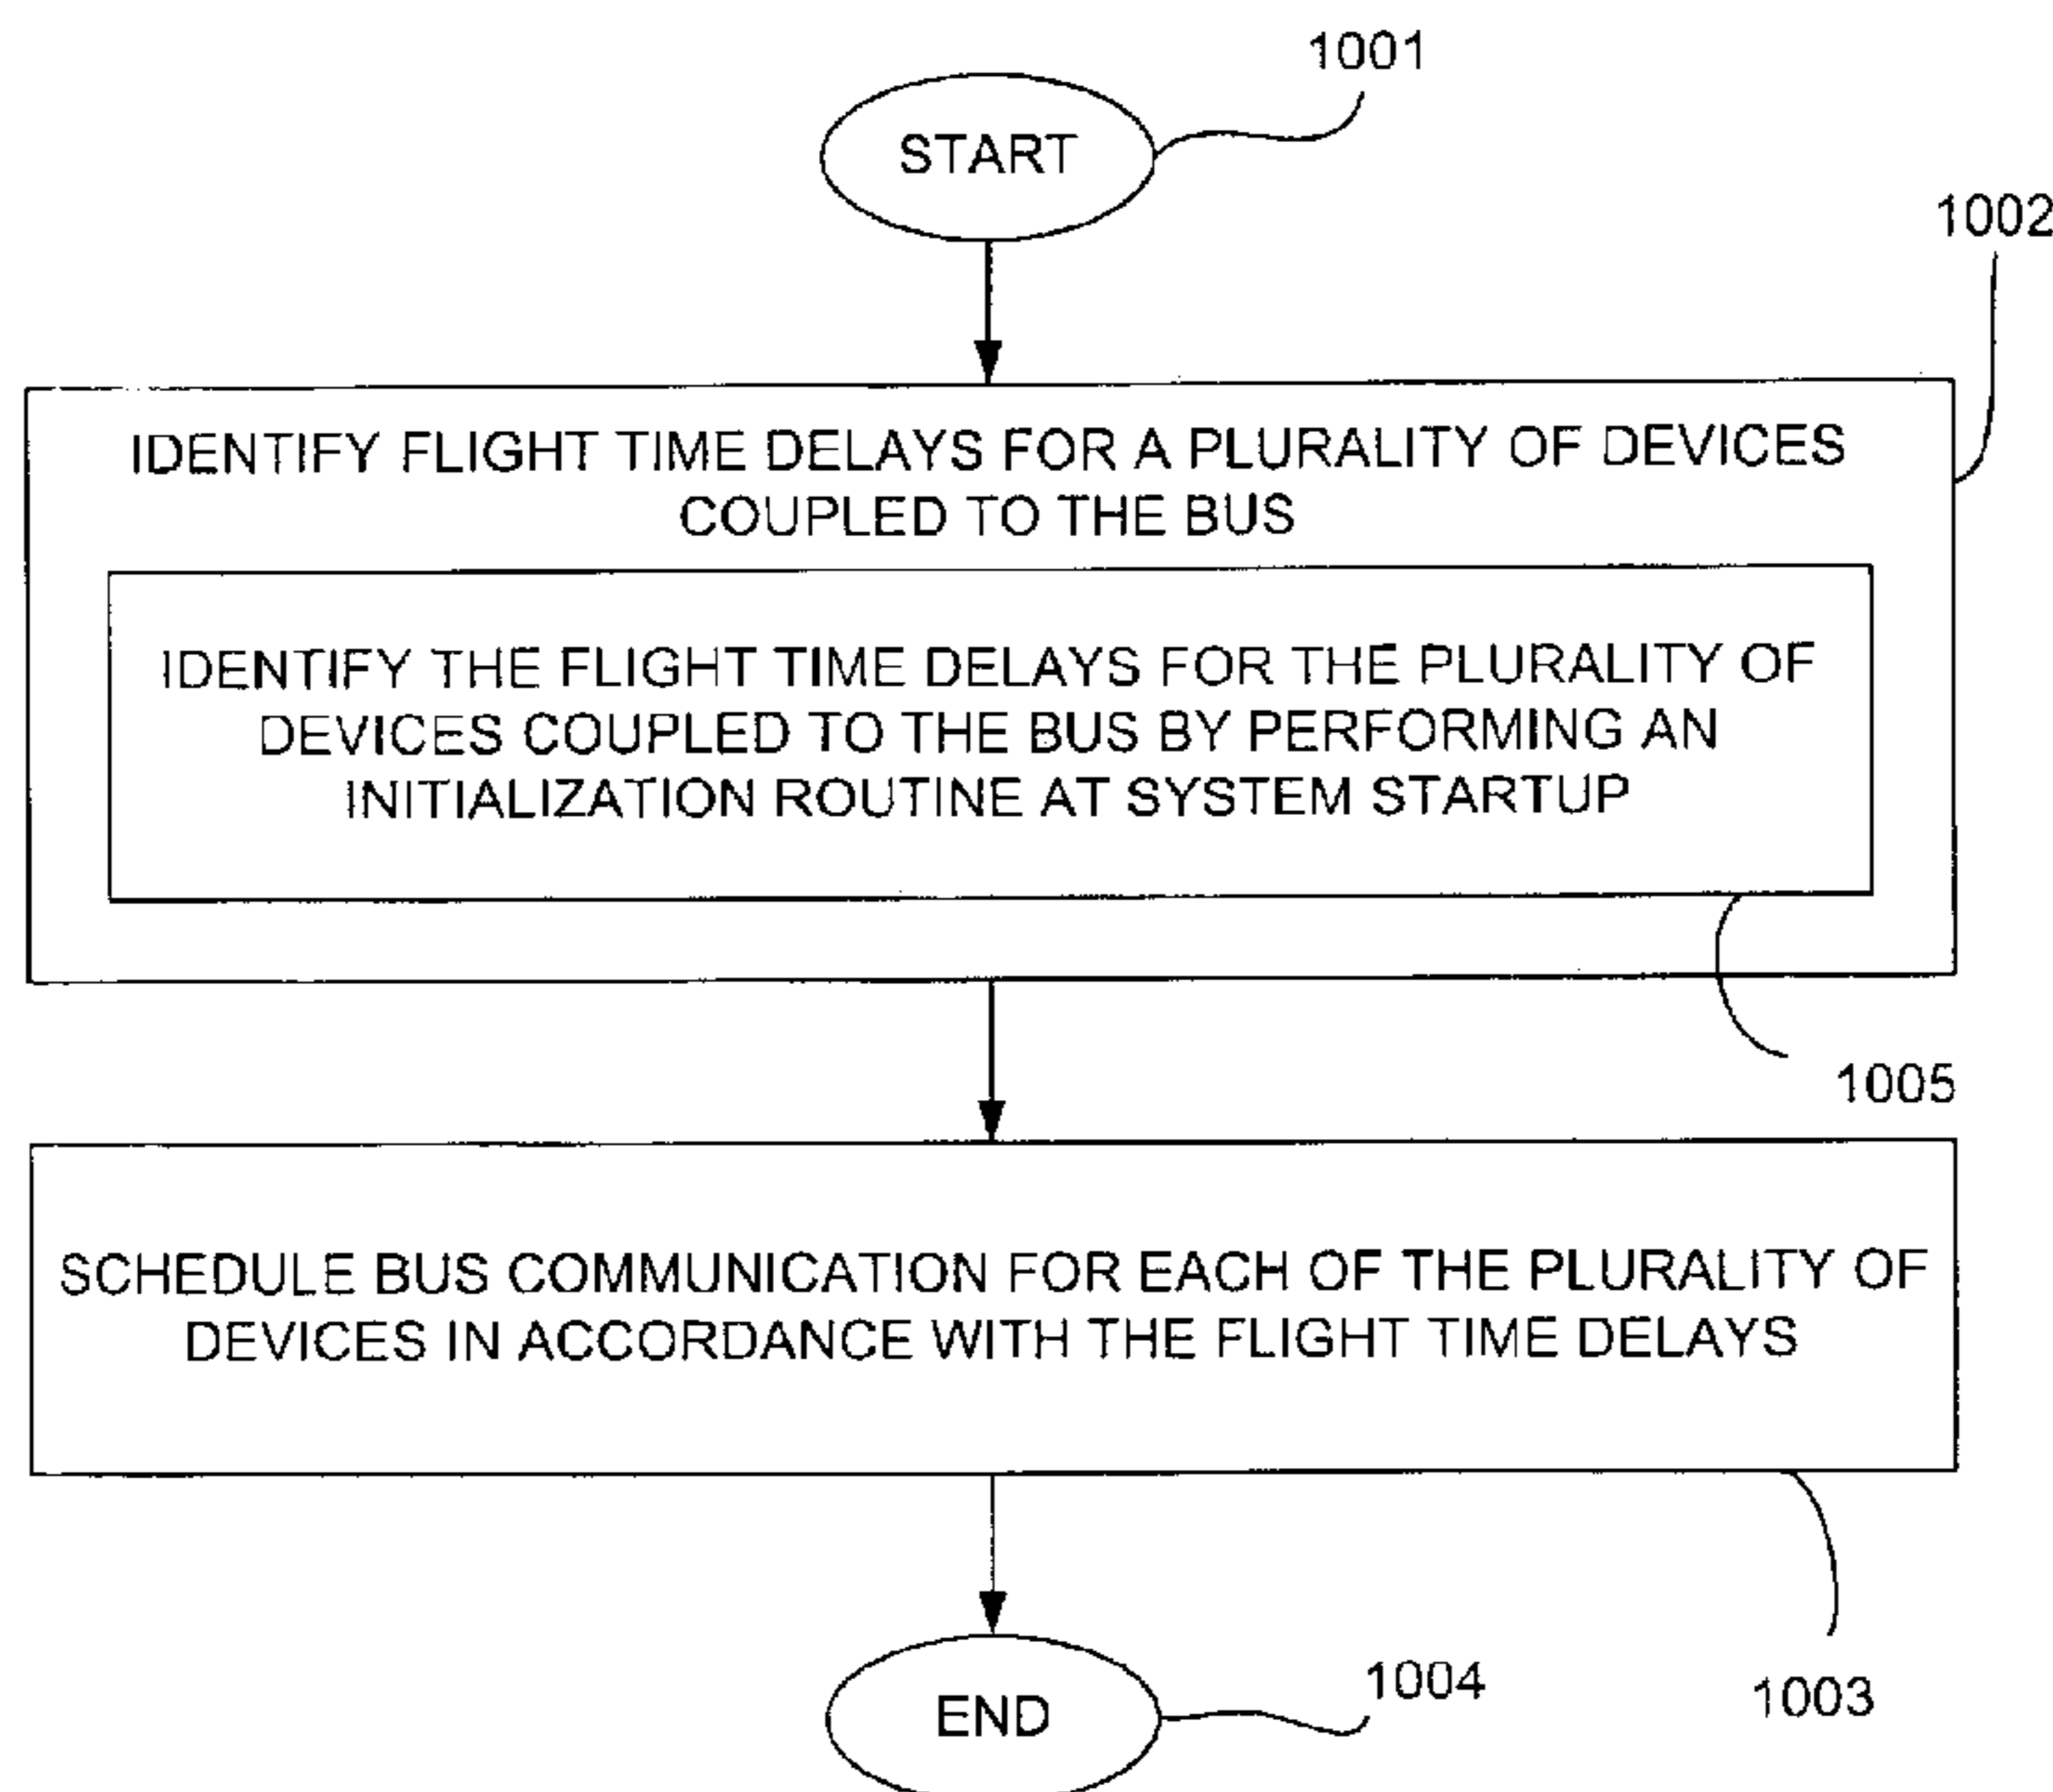 1001
START
1002
IDENTIFY FLIGHT TIME DELAYS FOR A PLURALITY OF DEVICES
COUPLED TO THE BUS
IDENTIFY THE FLIGHT TIME DELAYS FOR THE PLURALITY OF
DEVICES COUPLED TO THE BUS BY PERFORMING AN
INITIALIZATION ROUTINE AT SYSTEM STARTUP
1005
SCHEDULE BUS COMMUNICATION FOR EACH OF THE PLURALITY OF
DEVICES IN ACCORDANCE WITH THE FLIGHT TIME DELAYS
1004
1003
END